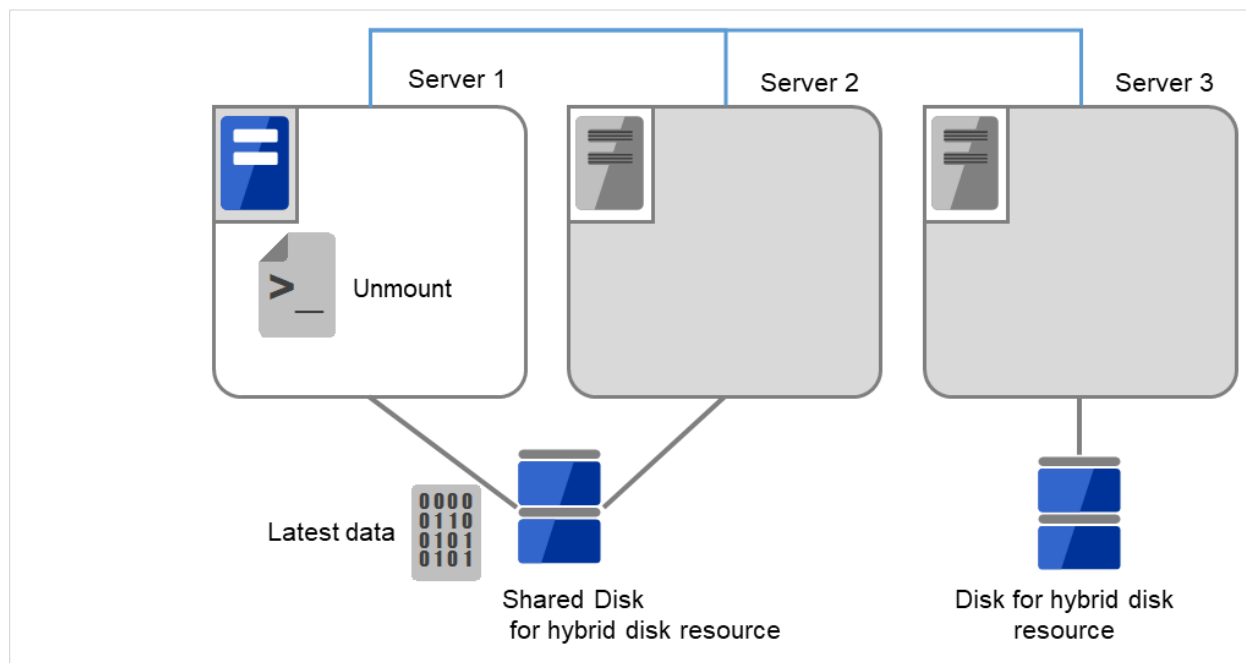 Server 1
Server 2
Server 3
>_
Unmount
Latest data
0000
0110
0101
0101
Shared Disk
for hybrid disk resource
Disk for hybrid disk
resource